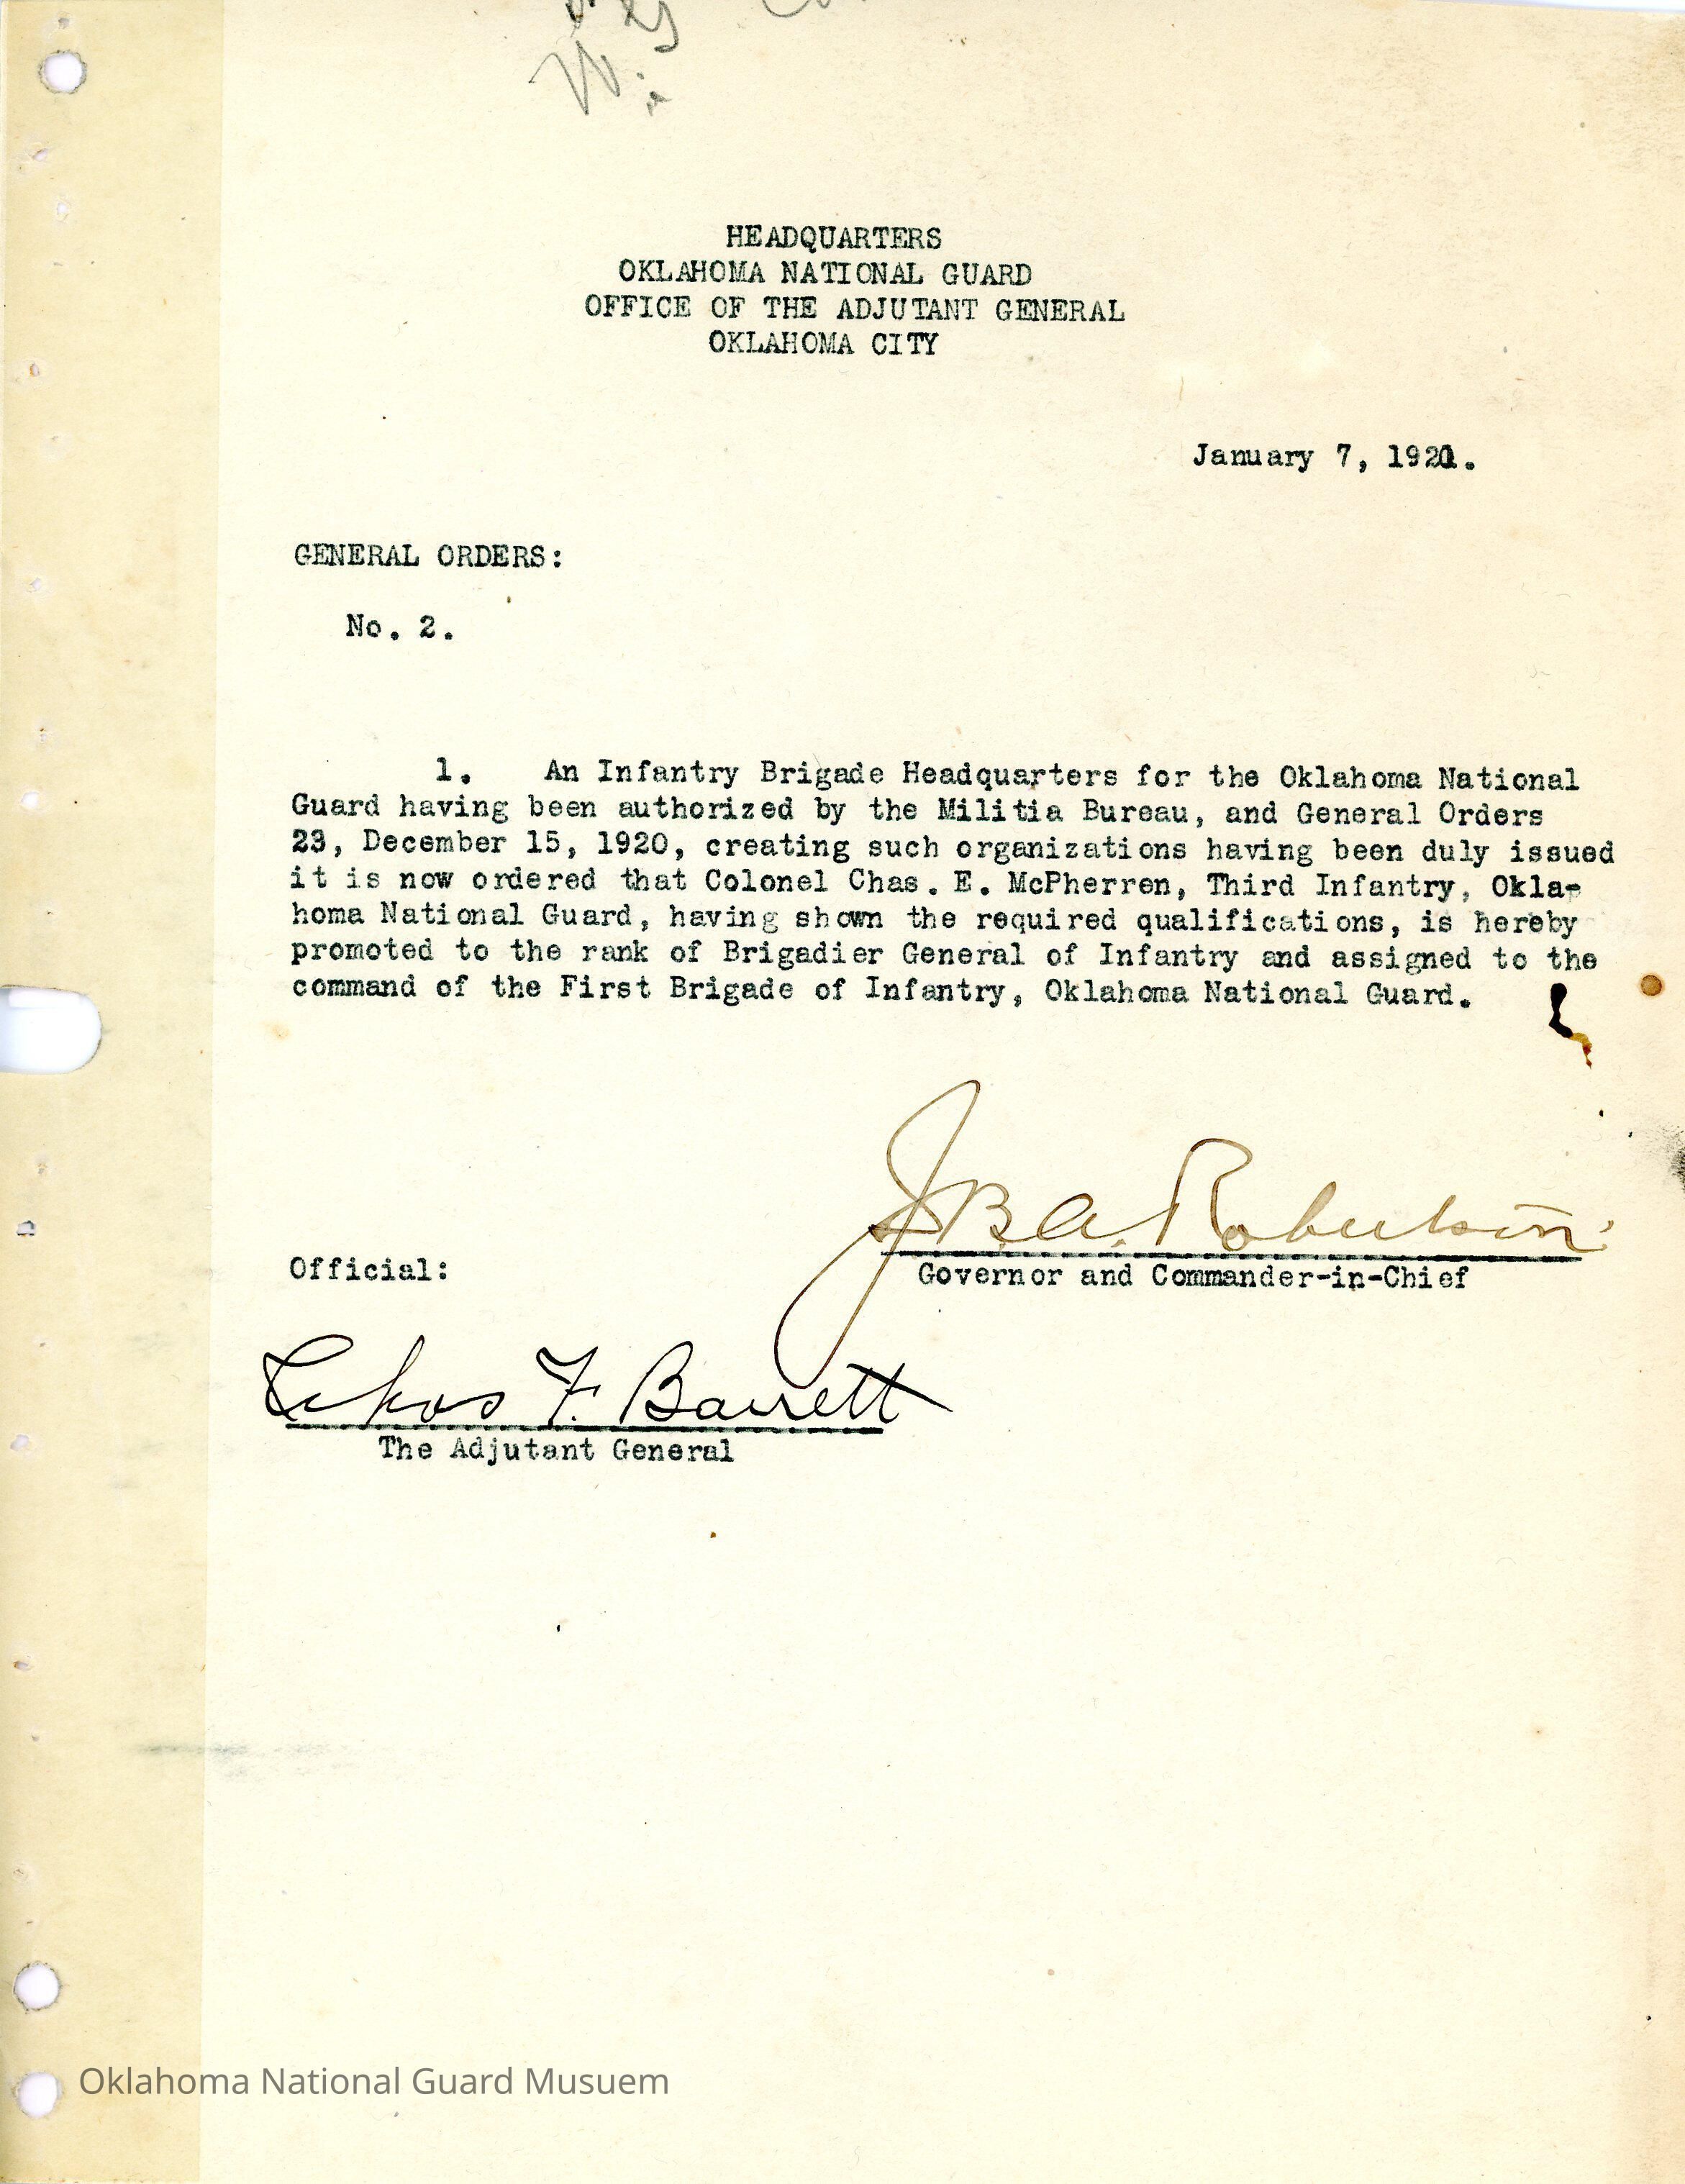 HEADQUARTERS
OKLAHOMA NATIONAL GUARD
OFFICE OF THE ADJUTANT GENERAL
OKLAHOMA CITY
January 7, 1921.
GENERAL ORDERS:
No. 2.
1. An Infantry Brigade Headquarters for the Oklahoma National
Guard having been authorized by the Militia Bureau, and General Orders
23, December 15, 1920, creating such organizations having been duly issued
it is now ordered that Colonel Chas. E. McPherren, Third Infantry, Okla-
homa National Guard, having shown the required qualifications, is hereby
promoted to the rank of Brigadier General of Infantry and assigned to the
command of the First Brigade of Infantry, Oklahoma National Guard.
J.B.A. Robertson
Official:
Governor and Commander-in-Chief
Chas F. Barrett
The Adjutant General
Oklahoma National Guard Musuem